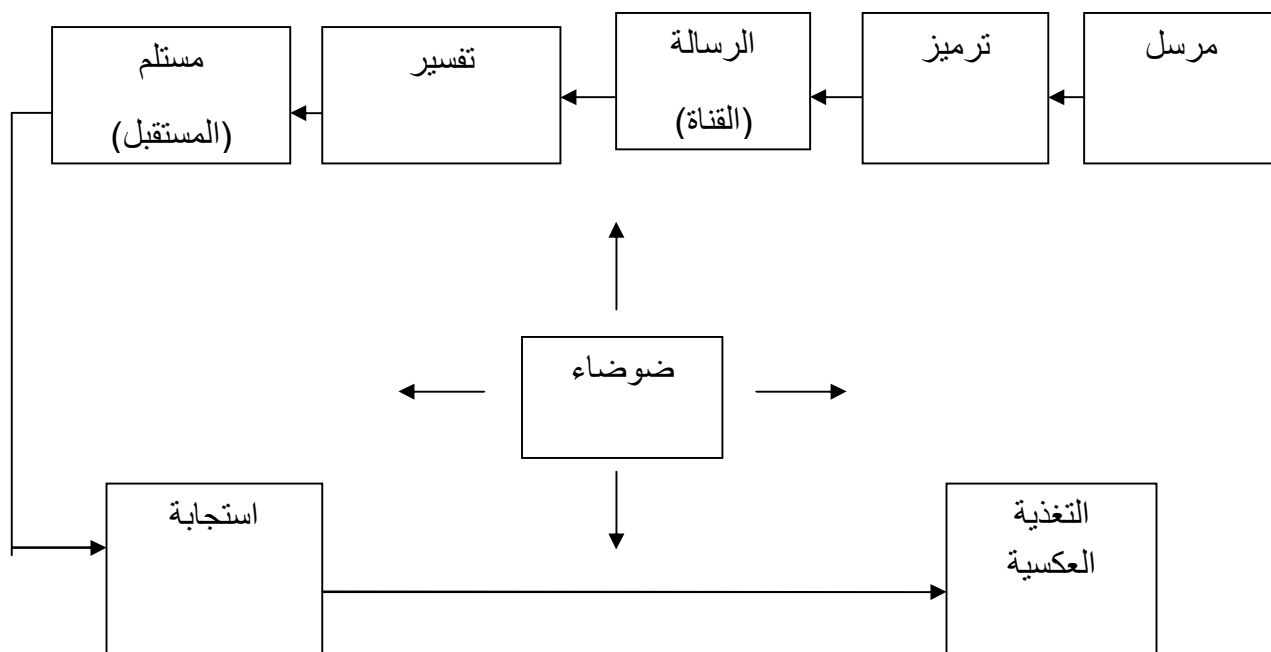 مرسل
ترميز
الرسالة
(القناة)
تفسير
مستلم
(المستقبل)
ضوضاء
استجابة
التغذية
العكسية